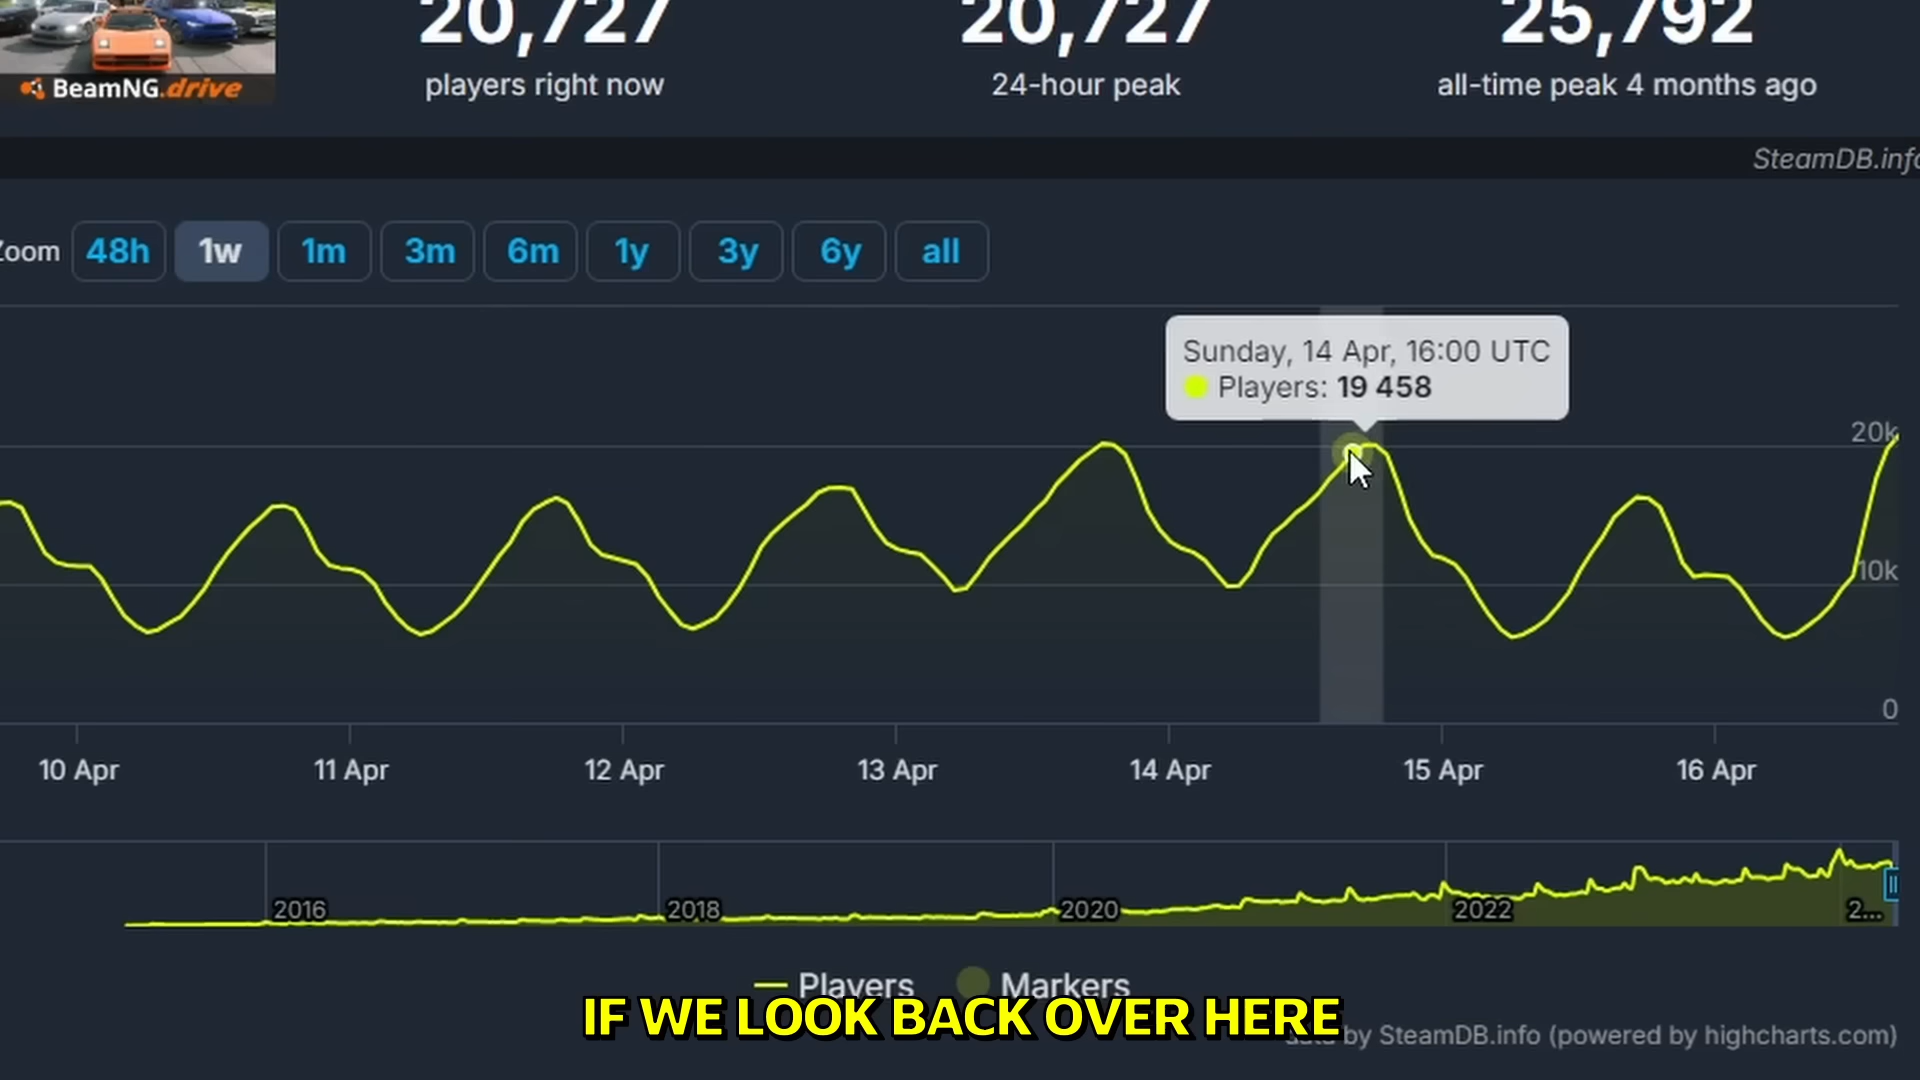 20,727
20,727
25,792
BeamNG.drive
players right now
24-hour peak
all-time peak 4 months ago
SteamDB.info
Zoom
48h
1w
1m
3m
6m
1y
3y
6y
all
Sunday, 14 Apr, 16:00 UTC
Players: 19 458
20k
10k
0
10 Apr
11 Apr
12 Apr
13 Apr
14 Apr
15 Apr
16 Apr
2016
2018
2020
2022
2...
Players
Markers
IF WE LOOK BACK OVER HERE
data by SteamDB.info (powered by highcharts.com)